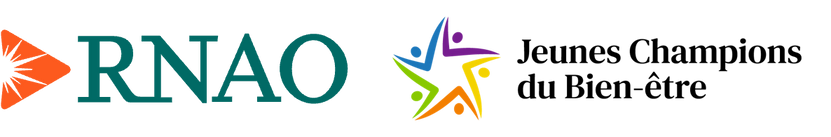 RNAO
Jeunes Champions
du Bien-être